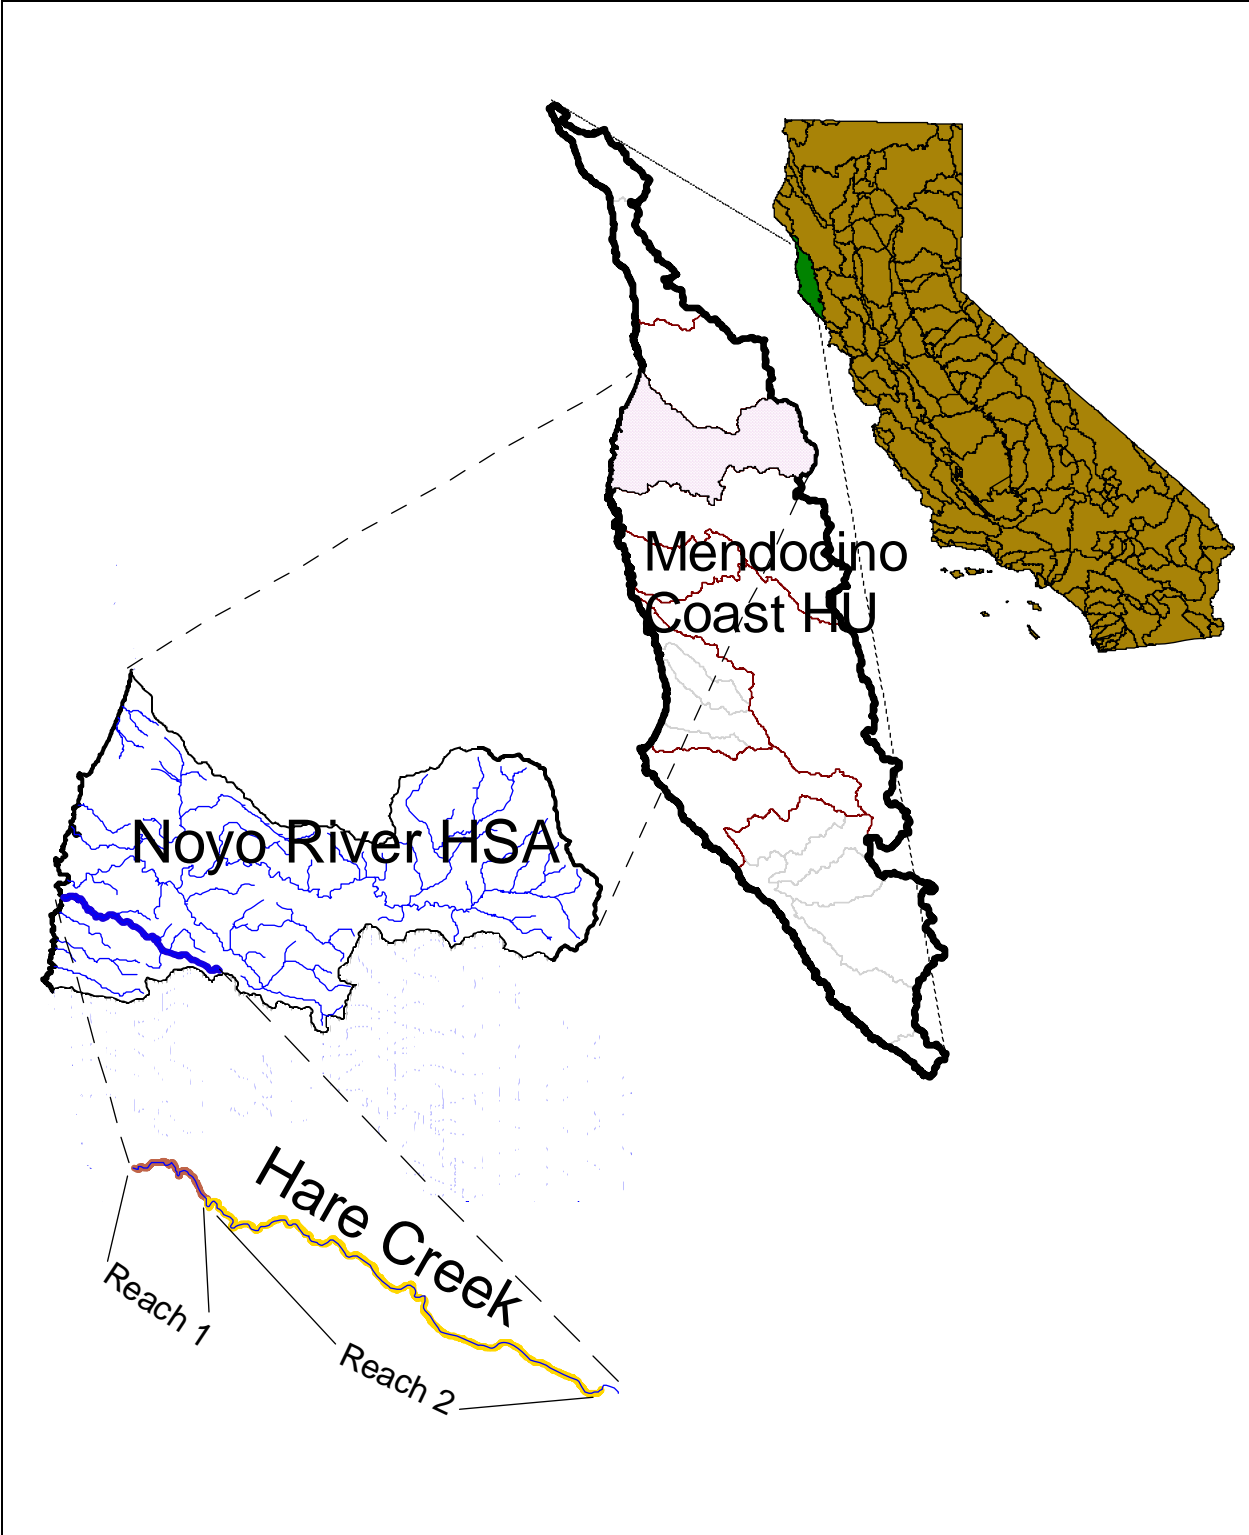 Mendocino
Coast HU
Noyo River HSA
Hare Creek
Reach 1
Reach 2